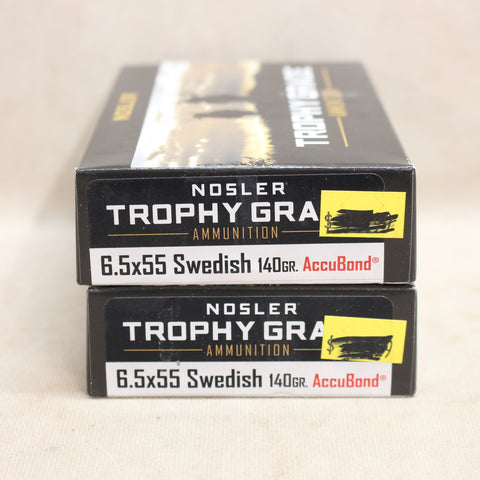 TROPHY GRADE
NOSLER®
TROPHY GRA
AMMUNITION
6.5x55 Swedish 140GR. AccuBond®
NOSLER®
TROPHY GRA
AMMUNITION
6.5x55 Swedish 140GR. AccuBond®